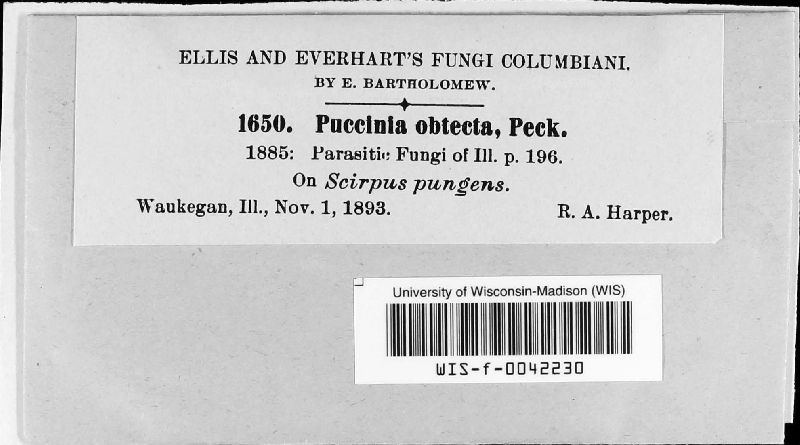 ELLIS AND EVERHART'S FUNGI COLUMBIANI.
BY E. BARTHOLOMEW.
1650. Puccinia obtecta, Peck.
1885: Parasitic Fungi of Ill. p. 196.
On Scirpus pungens.
Waukegan, Ill., Nov. 1, 1893. R. A. Harper.
University of Wisconsin-Madison (WIS)
WIS-f-0042230